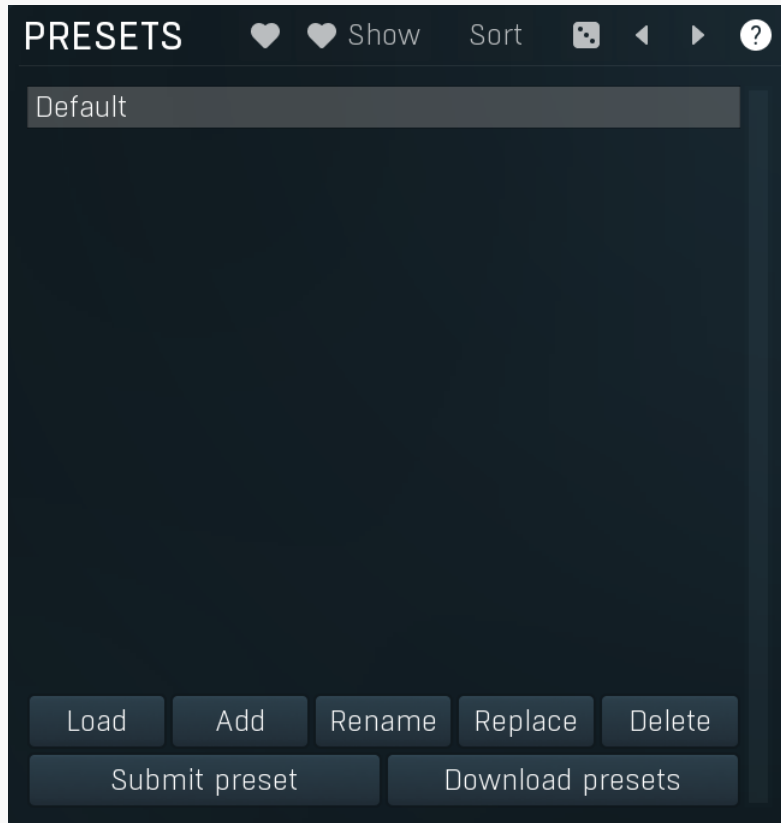 PRESETS Show Sort ?
Default
Load Add Rename Replace Delete
Submit preset Download presets